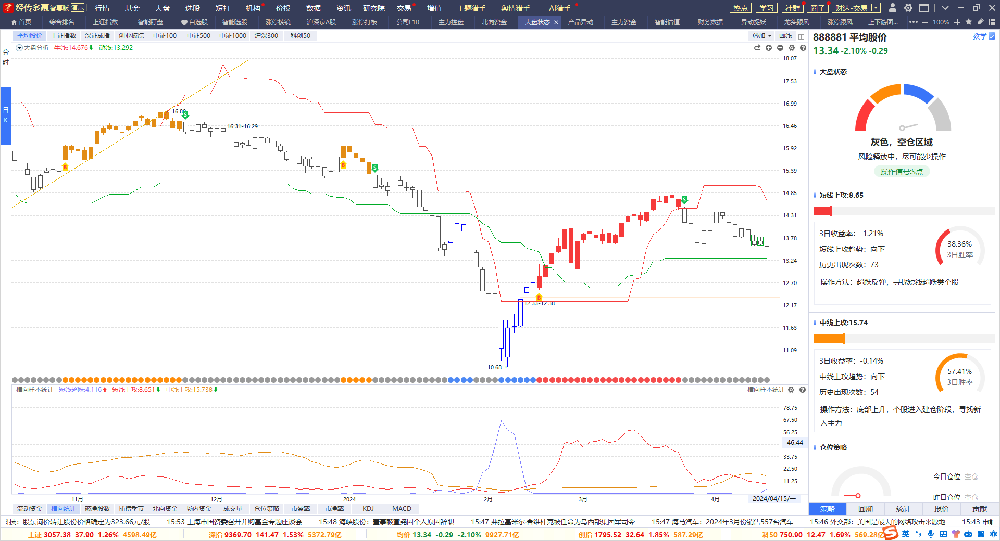 经传多赢 智尊版 演示 行情 基金 大盘 选股 短打 机构 价投 数据 资讯 研究院 交易 增值 主题猎手 舆情猎手 AI猎手 热点 学习 社群 圈子 财达-交易
首页 综合排名 上证指数 智能盯盘 自选股 智能选股 涨停棱镜 沪深京A股 涨停打板 公司F10 主力控盘 北向资金 大盘状态 × 产品异动 主力资金 智能估值 财务数据 异动捉妖 龙头跟风 涨停跟风 上下游图... 100%
平均股价 上证指数 深证成指 创业板综 中证100 中证500 中证1000 沪深300 科创50 叠加 画线
大盘分析 牛线:14.676 熊线:13.292
分时
日K
18.07
17.53
16.99
16.46
15.92
15.39
14.85
14.31
13.78
13.24
12.70
12.17
11.63
11.09
16.80
S
16.31-16.29
B
B
S
S
B
12.33-12.38
10.68
横向样本统计 短线超跌:4.116 短线上攻:8.651 中线上攻:15.738 横向样本统计
78.75
67.50
56.25
46.44
33.75
22.50
11.25
11月 12月 2024 2月 3月 4月 2024/04/15/一
流动资金 横向统计 破净股数 捕捞季节 北向资金 场内资金 成交量 仓位策略 市盈率 市净率 KDJ MACD
888881 平均股价 教学
13.34 -2.10% -0.29
大盘状态
灰色，空仓区域
风险释放中，尽可能少操作
操作信号:S点
短线上攻:8.65
3日收益率：-1.21%
短线上攻趋势：向下
历史出现次数：73
38.36%
3日胜率
操作方法：超跌反弹，寻找短线超跌类个股
中线上攻:15.74
3日收益率：-0.14%
中线上攻趋势：向下
历史出现次数：54
57.41%
3日胜率
操作方法：底部上升，个股进入建仓阶段，寻找新
入主力
仓位策略
今日仓位 空仓
昨日仓位 空仓
策略 回溯 统计 报价 贡献
科技：股东询价转让股份价格确定为323.66元/股 15:53 上海市国资委召开并购基金专题座谈会 15:48 海峡股份：董事赖宣尧因个人原因辞职 15:47 弗拉基米尔·舍维杜克被任命为乌西部集团军司令 15:47 海马汽车：2024年3月份销售557台汽车 15:46 外交部：美国是最大的网络攻击来源地 15:43 申能
上证 3057.38 37.90 1.26% 4598.49亿 深指 9369.70 141.47 1.53% 5372.79亿 均价 13.34 -0.29 -2.10% 9927.71亿 创指 1795.52 32.64 1.85% 587.29亿 科50 750.90 12.47 1.69% 569.28亿 英